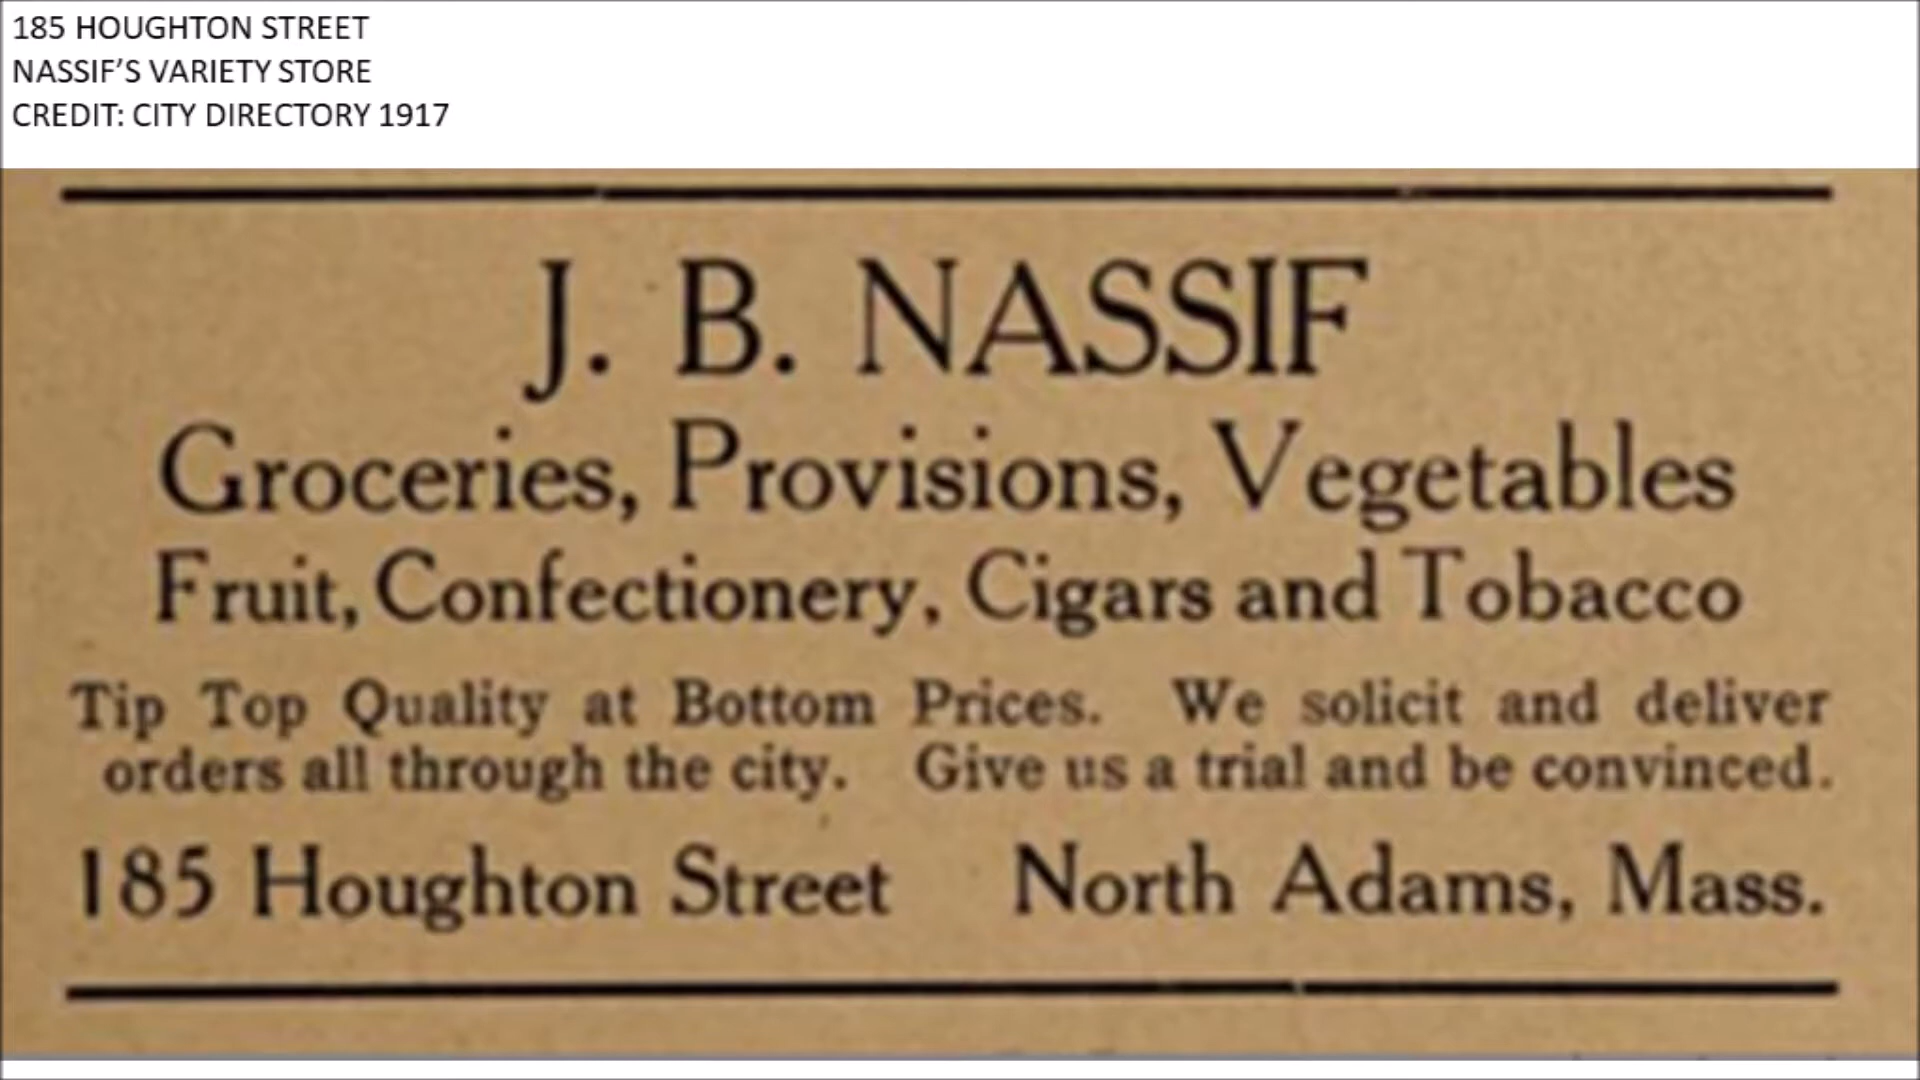 185 HOUGHTON STREET
NASSIF’S VARIETY STORE
CREDIT: CITY DIRECTORY 1917
J. B. NASSIF
Groceries, Provisions, Vegetables
Fruit, Confectionery, Cigars and Tobacco
Tip Top Quality at Bottom Prices. We solicit and deliver
orders all through the city. Give us a trial and be convinced.
185 Houghton Street North Adams, Mass.